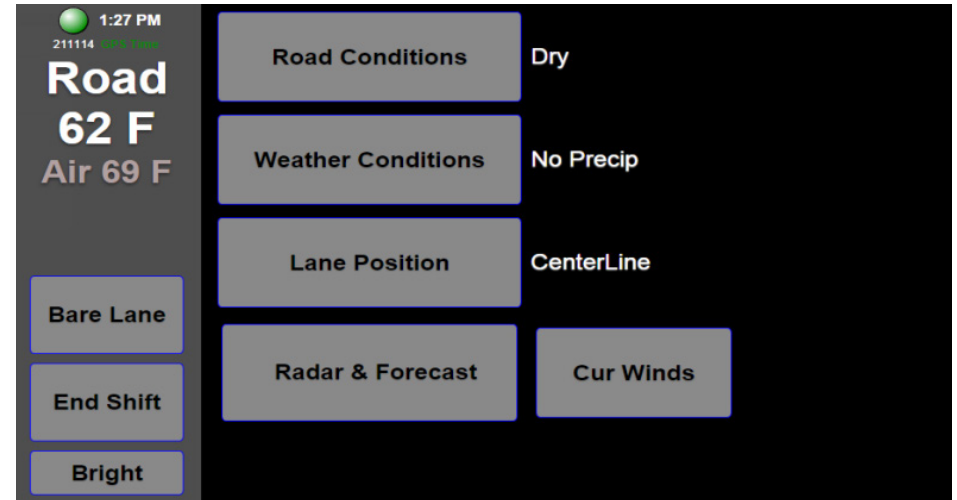 1:27 PM
211114 GPS Time
Road
62 F
Air 69 F
Bare Lane
End Shift
Bright
Road Conditions
Dry
Weather Conditions
No Precip
Lane Position
CenterLine
Radar & Forecast
Cur Winds